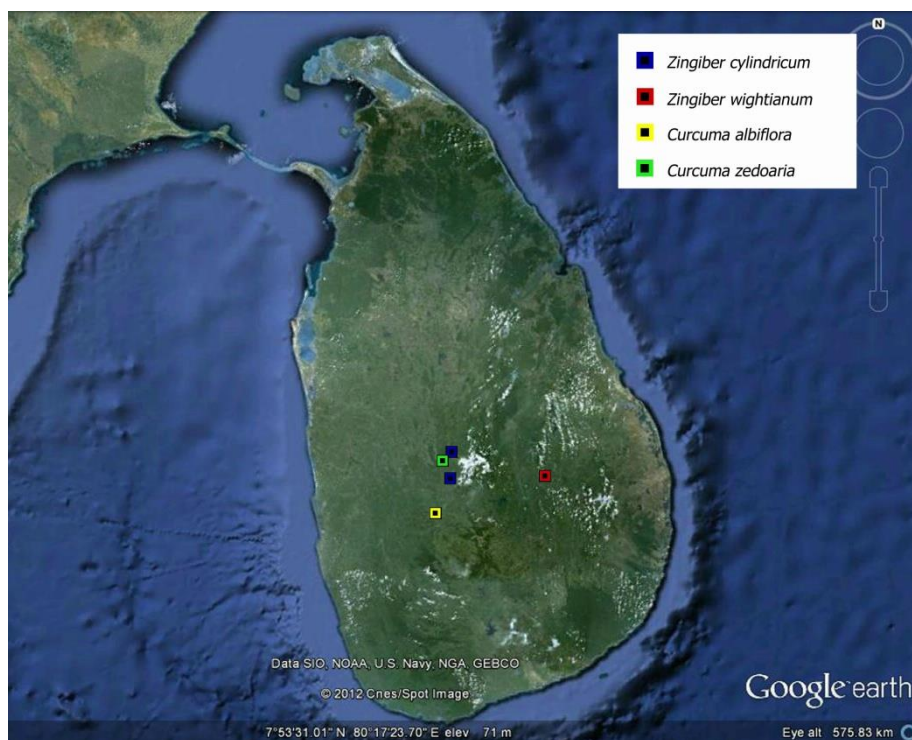 N
Zingiber cylindricum
Zingiber wightianum
Curcuma albiflora
Curcuma zedoaria
Data SIO, NOAA, U.S. Navy, NGA, GEBCO
© 2012 Cnes/Spot Image
Google earth
7°53'31.01" N 80°17'23.70" E elev 71 m
Eye alt 575.83 km